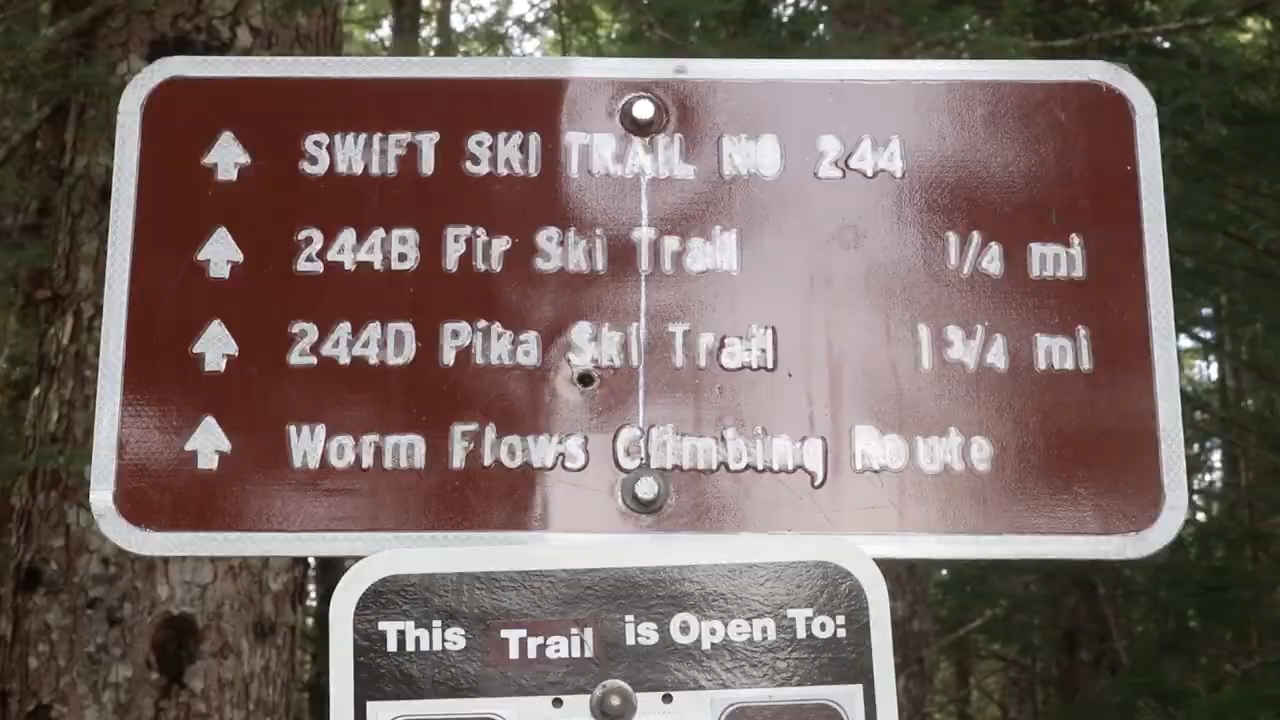 SWIFT SKI TRAIL NO 244
244B Fir Ski Trail 1/4 mi
244D Pika Ski Trail 1 3/4 mi
Worm Flows Climbing Route
This Trail is Open To: